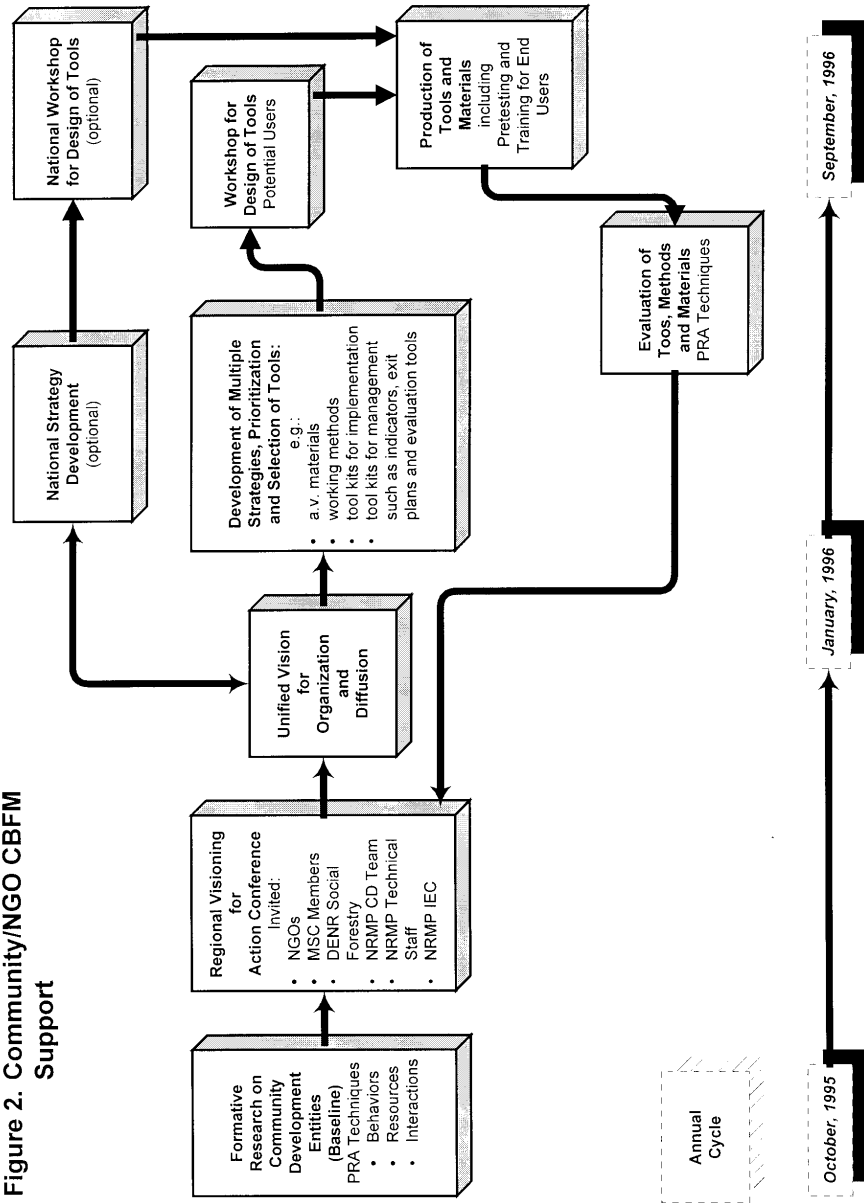 Figure 2. Community/NGO CBFM
Support
Formative
Research on
Community
Development
Entities
(Baseline)
PRA Techniques
• Behaviors
• Resources
• Interactions
Regional Visioning
for
Action Conference
Invited:
• NGOs
• MSC Members
• DENR Social
Forestry
• NRMP CD Team
• NRMP Technical
Staff
• NRMP IEC
Unified Vision
for
Organization
and
Diffusion
National Strategy
Development
(optional)
National Workshop
for Design of Tools
(optional)
Development of Multiple
Strategies, Prioritization
and Selection of Tools:
e.g.:
• a.v. materials
• working methods
• tool kits for implementation
• tool kits for management
such as indicators, exit
plans and evaluation tools
Workshop for
Design of Tools
Potential Users
Production of
Tools and
Materials
including
Pretesting and
Training for End
Users
Evaluation of
Toos, Methods
and Materials
PRA Techniques
Annual
Cycle
October, 1995
January, 1996
September, 1996